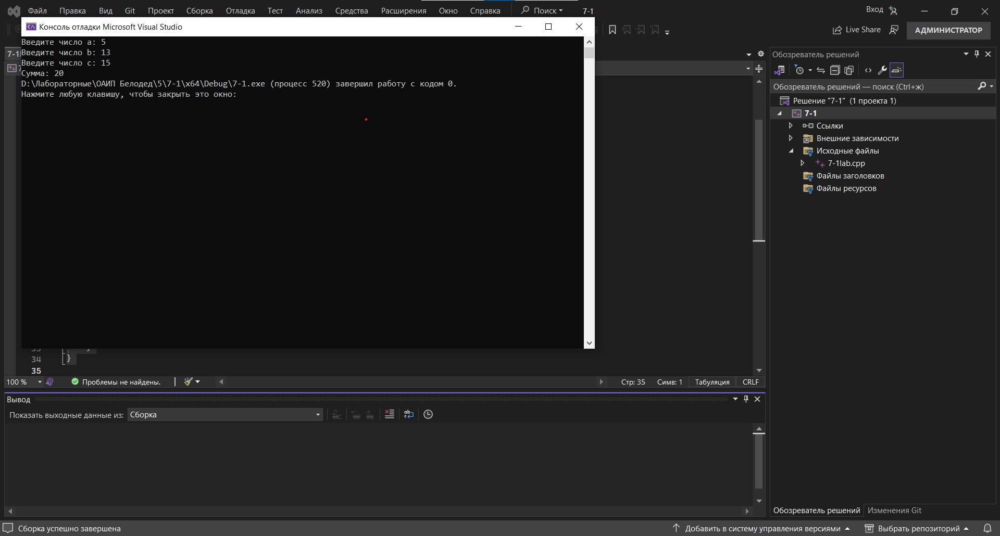 Файл Правка Вид Git Проект Сборка Отладка Тест Анализ Средства Расширения Окно Справка Поиск 7-1 Вход
Консоль отладки Microsoft Visual Studio
Live Share АДМИНИСТРАТОР
Введите число a: 5
Введите число b: 13
Введите число c: 15
Сумма: 20
D:\Лабораторные\ОАИП Белодед\5\7-1\x64\Debug\7-1.exe (процесс 520) завершил работу с кодом 0.
Нажмите любую клавишу, чтобы закрыть это окно:
34 }
35
100 % Проблемы не найдены. Стр: 35 Симв: 1 Табуляция CRLF
Вывод
Показать выходные данные из: Сборка
Обозреватель решений
Обозреватель решений — поиск (Ctrl+ж)
Решение "7-1" (1 проекта 1)
7-1
Ссылки
Внешние зависимости
Исходные файлы
7-1lab.cpp
Файлы заголовков
Файлы ресурсов
Обозреватель решений Изменения Git
Сборка успешно завершена Добавить в систему управления версиями Выбрать репозиторий